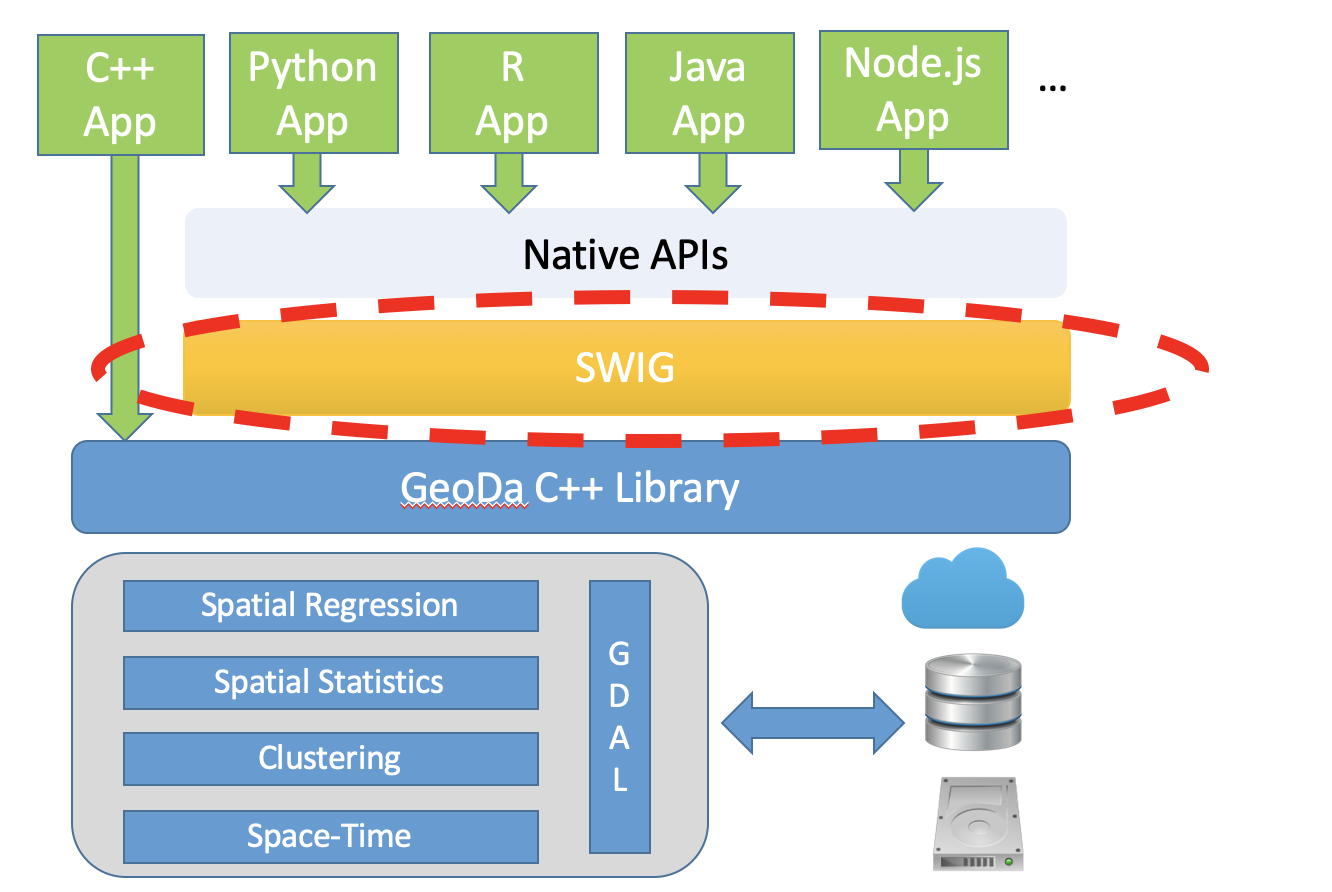 C++
App
Python
App
R
App
Java
App
Node.js
App
...
Native APIs
SWIG
GeoDa C++ Library
Spatial Regression
Spatial Statistics
Clustering
Space-Time
G
D
A
L